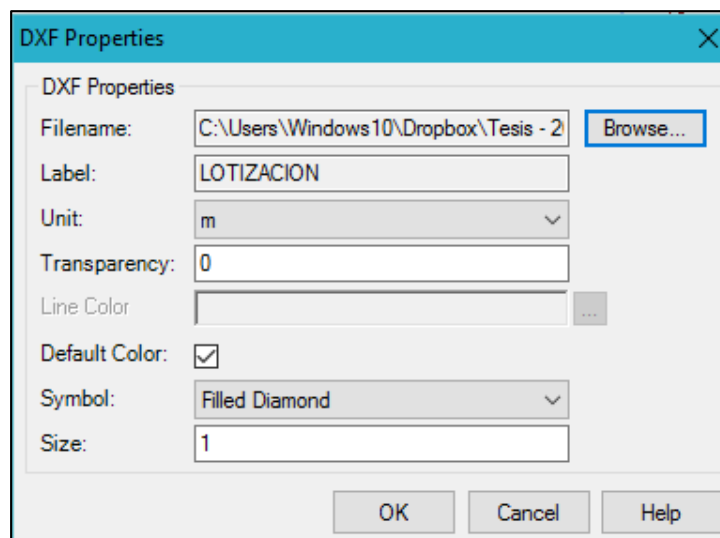 DXF Properties
DXF Properties
Filename: C:\Users\Windows10\Dropbox\Tesis - 2 Browse...
Label: LOTIZACION
Unit: m
Transparency: 0
Line Color ...
Default Color:
Symbol: Filled Diamond
Size: 1
OK Cancel Help